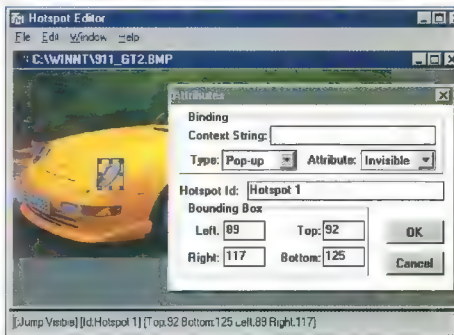 Hotspot Editor
File Edit Window Help
C:\WINNT\911_GT2.BMP
Attributes
Binding
Context String:
Type: Pop-up Attribute: Invisible
Hotspot Id: Hotspot 1
Bounding Box
Left: 89 Top: 92 OK
Right: 117 Bottom: 125 Cancel
[Jump Visible] [Id:Hotspot 1] [Top:92 Bottom:125 Left:89 Right:117]